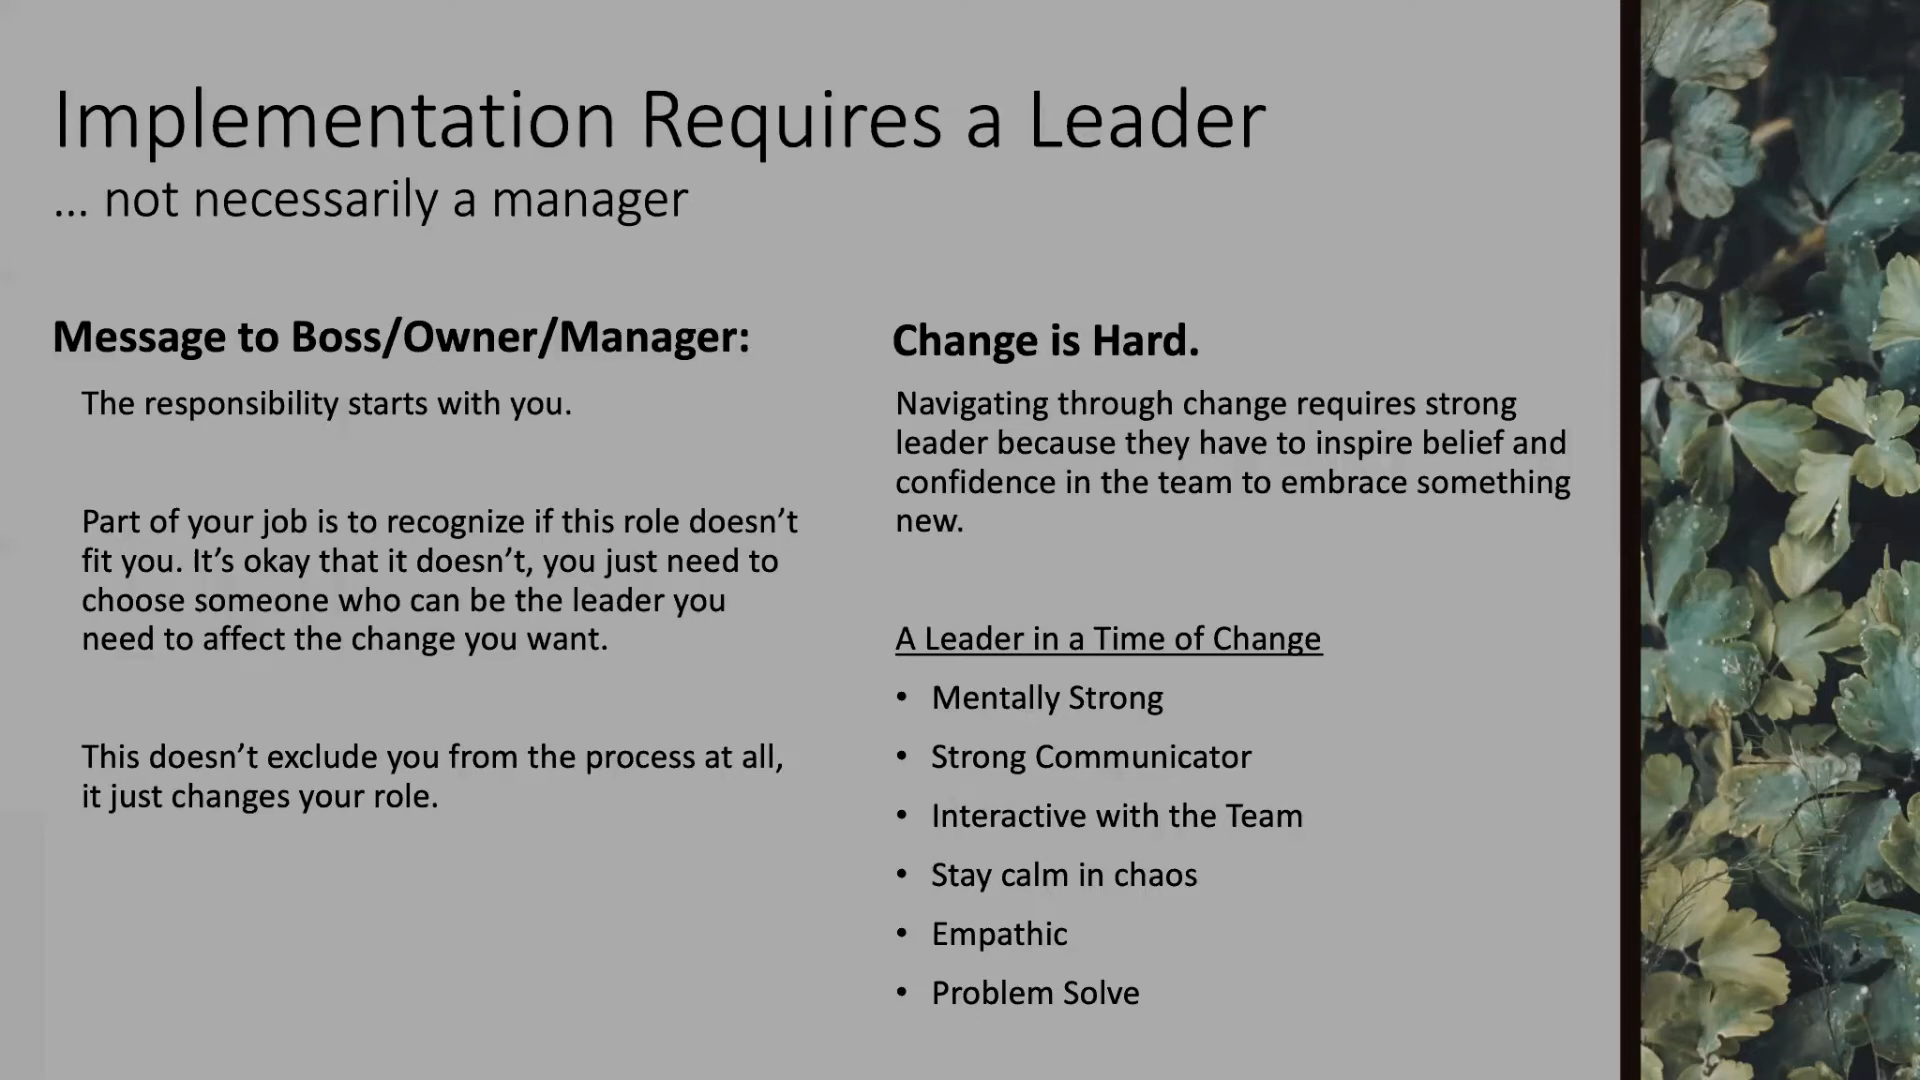 Implementation Requires a Leader
... not necessarily a manager
Message to Boss/Owner/Manager:
The responsibility starts with you.
Part of your job is to recognize if this role doesn’t
fit you. It’s okay that it doesn’t, you just need to
choose someone who can be the leader you
need to affect the change you want.
This doesn’t exclude you from the process at all,
it just changes your role.
Change is Hard.
Navigating through change requires strong
leader because they have to inspire belief and
confidence in the team to embrace something
new.
A Leader in a Time of Change
• Mentally Strong
• Strong Communicator
• Interactive with the Team
• Stay calm in chaos
• Empathic
• Problem Solve